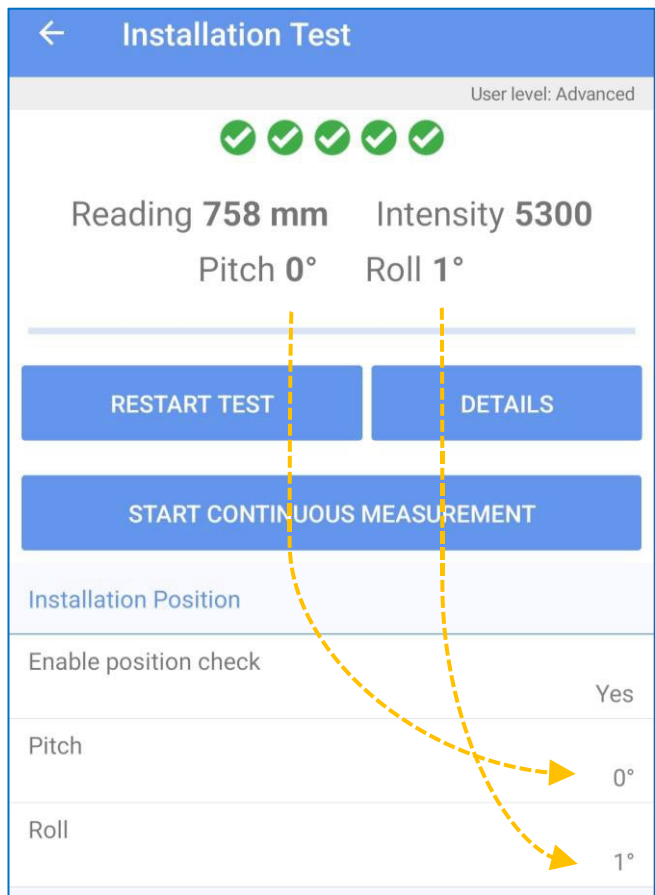 Installation Test
User level: Advanced
Reading 758 mm Intensity 5300
Pitch 0° Roll 1°
RESTART TEST DETAILS
START CONTINUOUS MEASUREMENT
Installation Position
Enable position check
Yes
Pitch
0°
Roll
1°